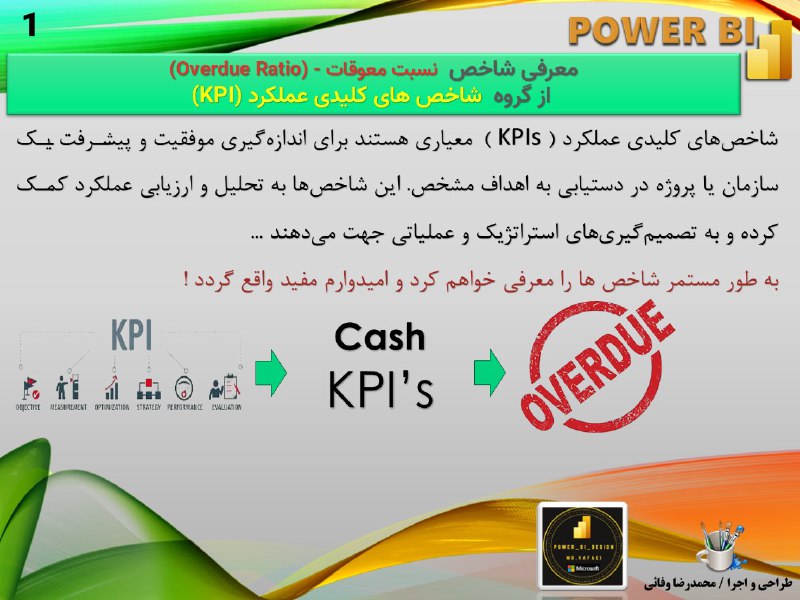 1
POWER BI
معرفی شاخص نسبت معوقات - (Overdue Ratio)
از گروه شاخص های کلیدی عملکرد (KPI)
شاخص‌های کلیدی عملکرد ( KPIs ) معیاری هستند برای اندازه‌گیری موفقیت و پیشرفت یک
سازمان یا پروژه در دستیابی به اهداف مشخص. این شاخص‌ها به تحلیل و ارزیابی عملکرد کمک
کرده و به تصمیم‌گیری‌های استراتژیک و عملیاتی جهت می‌دهند ...
به طور مستمر شاخص ها را معرفی خواهم کرد و امیدوارم مفید واقع گردد !
KPI
OBJECTIVE MEASUREMENT OPTIMIZATION STRATEGY PERFORMANCE EVALUATION
Cash
KPI’s
OVERDUE
POWER_BI_DESIGN
MR.VAFAEI
Microsoft
طراحی و اجرا / محمدرضا وفائی